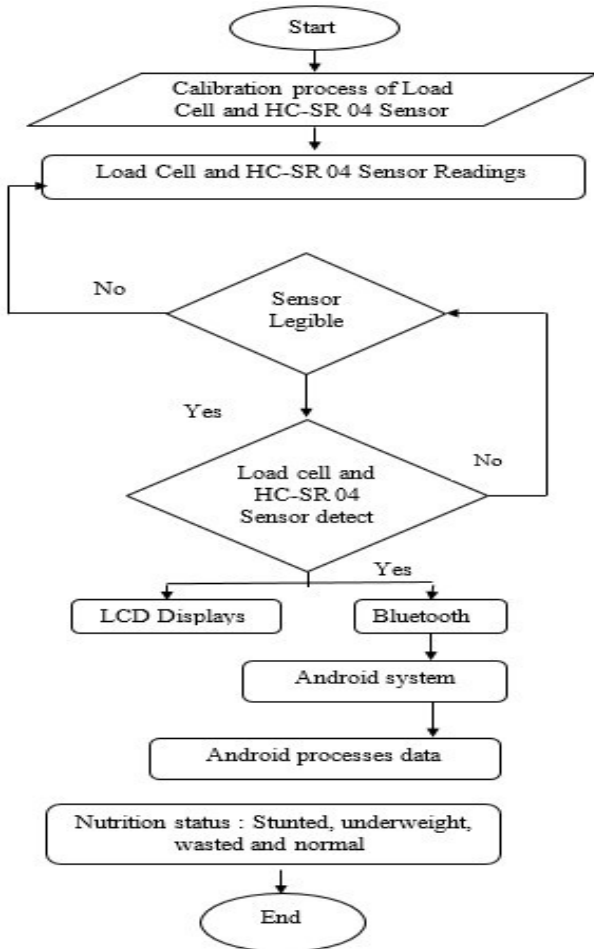 Start
Calibration process of Load
Cell and HC-SR 04 Sensor
Load Cell and HC-SR 04 Sensor Readings
No
Sensor
Legible
Yes
Load cell and
HC-SR 04
Sensor detect
No
Yes
LCD Displays
Bluetooth
Android system
Android processes data
Nutrition status : Stunted, underweight,
wasted and normal
End